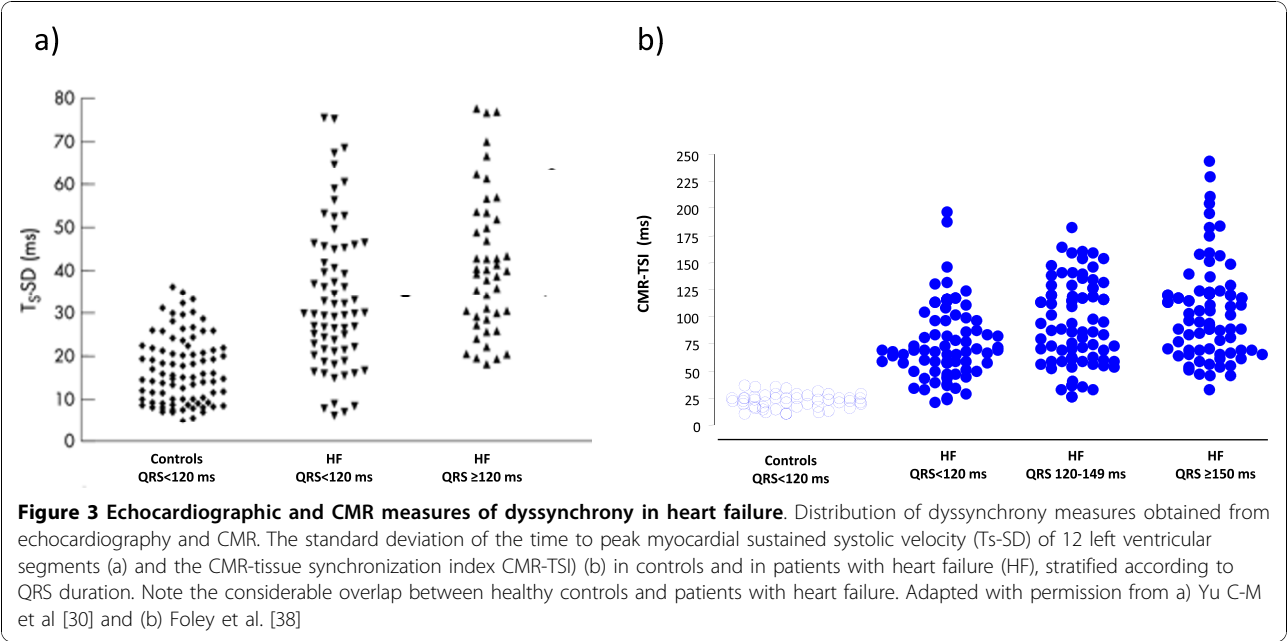 a)
80
70
60
50
40
30
20
10
0
TS-SD (ms)
Controls
QRS<120 ms
HF
QRS<120 ms
HF
QRS ≥120 ms
b)
250
225
200
175
150
125
100
75
50
25
0
CMR-TSI (ms)
Controls
QRS<120 ms
HF
QRS<120 ms
HF
QRS 120-149 ms
HF
QRS ≥150 ms
Figure 3 Echocardiographic and CMR measures of dyssynchrony in heart failure. Distribution of dyssynchrony measures obtained from
echocardiography and CMR. The standard deviation of the time to peak myocardial sustained systolic velocity (Ts-SD) of 12 left ventricular
segments (a) and the CMR-tissue synchronization index CMR-TSI) (b) in controls and in patients with heart failure (HF), stratified according to
QRS duration. Note the considerable overlap between healthy controls and patients with heart failure. Adapted with permission from a) Yu C-M
et al [30] and (b) Foley et al. [38]